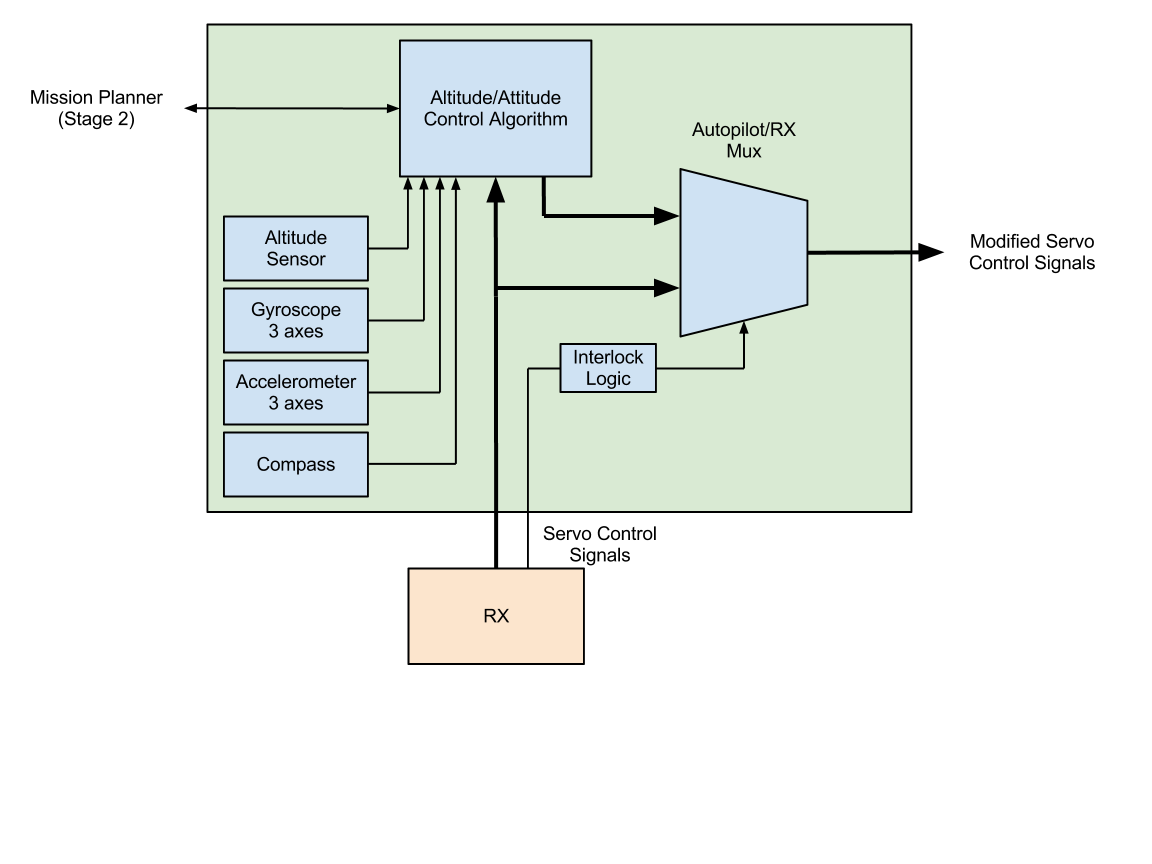 Mission Planner
(Stage 2)
Altitude/Attitude
Control Algorithm
Autopilot/RX
Mux
Altitude
Sensor
Gyroscope
3 axes
Accelerometer
3 axes
Compass
Interlock
Logic
Modified Servo
Control Signals
Servo Control
Signals
RX